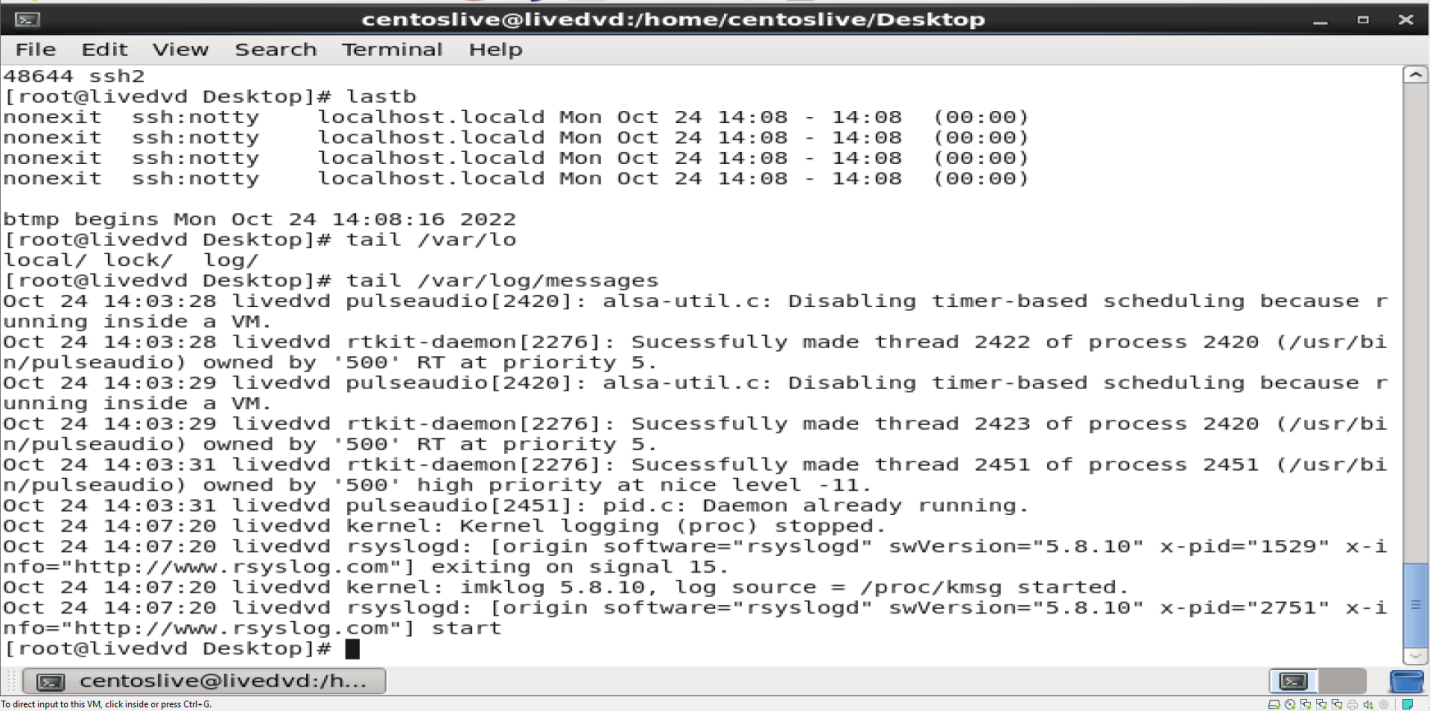 centoslive@livedvd:/home/centoslive/Desktop
File Edit View Search Terminal Help
48644 ssh2
[root@livedvd Desktop]# lastb
nonexit  ssh:notty    localhost.locald Mon Oct 24 14:08 - 14:08  (00:00)
nonexit  ssh:notty    localhost.locald Mon Oct 24 14:08 - 14:08  (00:00)
nonexit  ssh:notty    localhost.locald Mon Oct 24 14:08 - 14:08  (00:00)
nonexit  ssh:notty    localhost.locald Mon Oct 24 14:08 - 14:08  (00:00)
btmp begins Mon Oct 24 14:08:16 2022
[root@livedvd Desktop]# tail /var/lo
local/ lock/  log/
[root@livedvd Desktop]# tail /var/log/messages
Oct 24 14:03:28 livedvd pulseaudio[2420]: alsa-util.c: Disabling timer-based scheduling because r
unning inside a VM.
Oct 24 14:03:28 livedvd rtkit-daemon[2276]: Sucessfully made thread 2422 of process 2420 (/usr/bi
n/pulseaudio) owned by '500' RT at priority 5.
Oct 24 14:03:29 livedvd pulseaudio[2420]: alsa-util.c: Disabling timer-based scheduling because r
unning inside a VM.
Oct 24 14:03:29 livedvd rtkit-daemon[2276]: Sucessfully made thread 2423 of process 2420 (/usr/bi
n/pulseaudio) owned by '500' RT at priority 5.
Oct 24 14:03:31 livedvd rtkit-daemon[2276]: Sucessfully made thread 2451 of process 2451 (/usr/bi
n/pulseaudio) owned by '500' high priority at nice level -11.
Oct 24 14:03:31 livedvd pulseaudio[2451]: pid.c: Daemon already running.
Oct 24 14:07:20 livedvd kernel: Kernel logging (proc) stopped.
Oct 24 14:07:20 livedvd rsyslogd: [origin software="rsyslogd" swVersion="5.8.10" x-pid="1529" x-i
nfo="http://www.rsyslog.com"] exiting on signal 15.
Oct 24 14:07:20 livedvd kernel: imklog 5.8.10, log source = /proc/kmsg started.
Oct 24 14:07:20 livedvd rsyslogd: [origin software="rsyslogd" swVersion="5.8.10" x-pid="2751" x-i
nfo="http://www.rsyslog.com"] start
[root@livedvd Desktop]#
centoslive@livedvd:/h...
To direct input to this VM, click inside or press Ctrl+G.